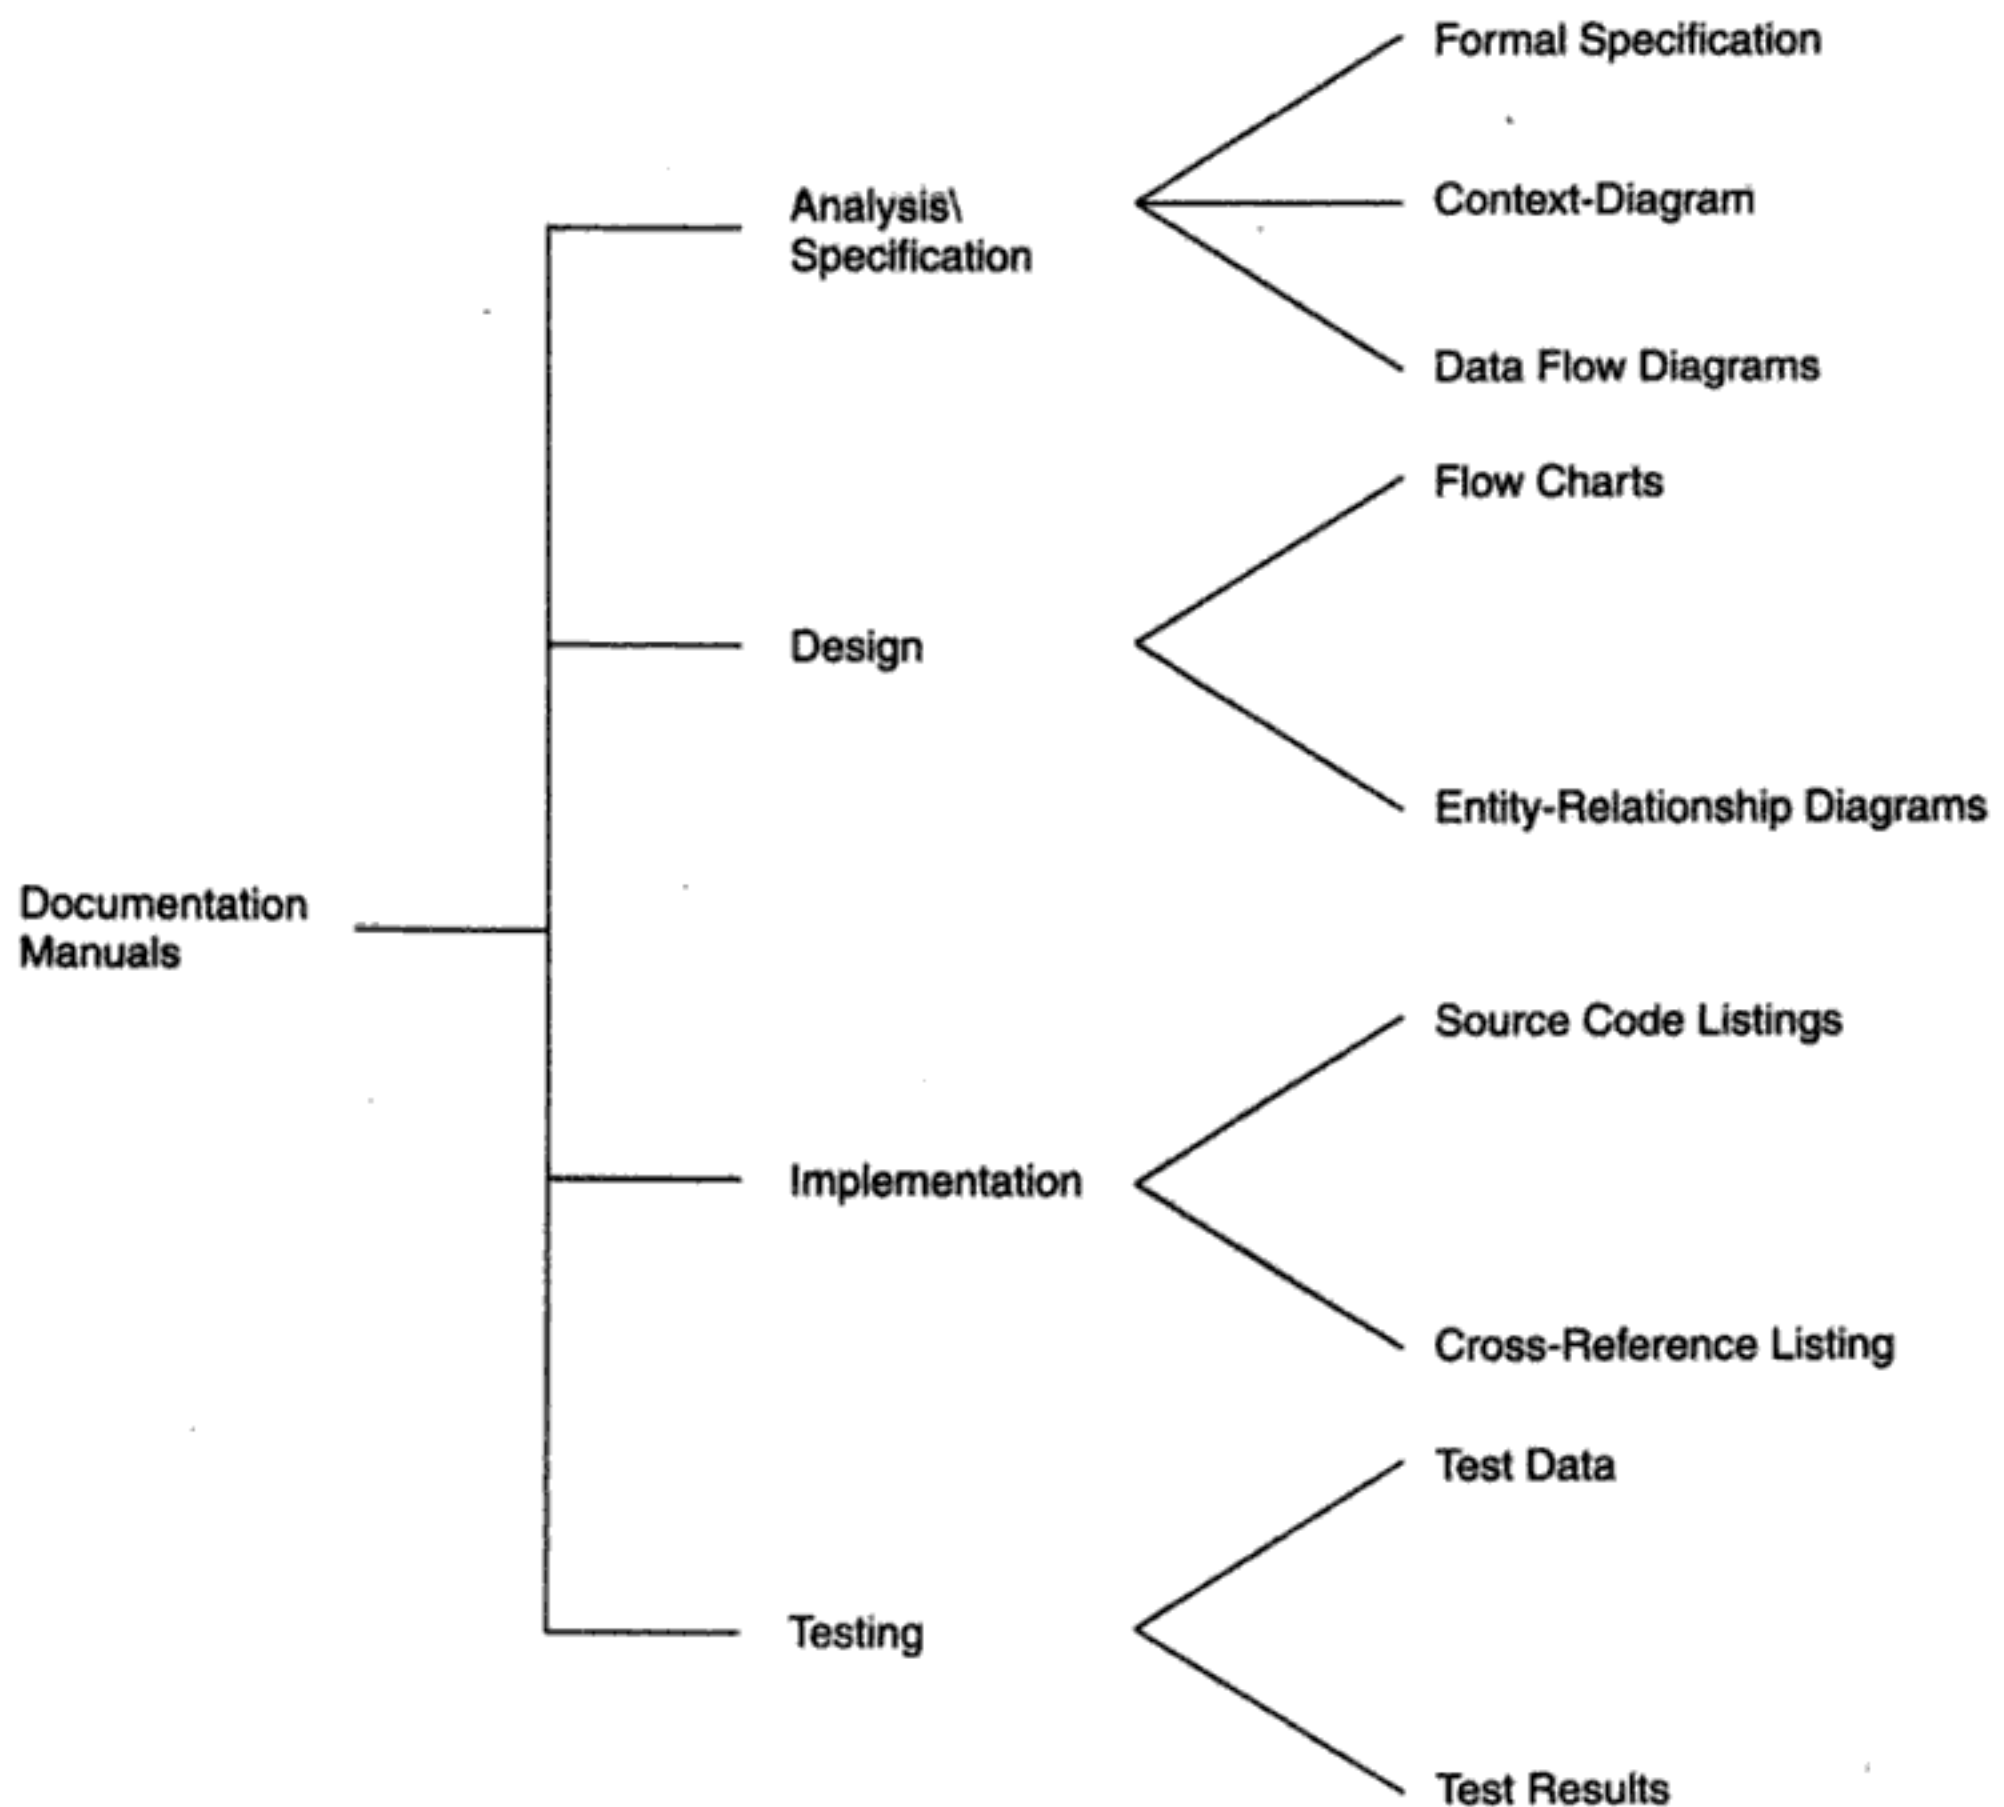 Formal Specification
Analysis\
Specification
Context-Diagram
Data Flow Diagrams
Flow Charts
Design
Entity-Relationship Diagrams
Documentation
Manuals
Source Code Listings
Implementation
Cross-Reference Listing
Test Data
Testing
Test Results